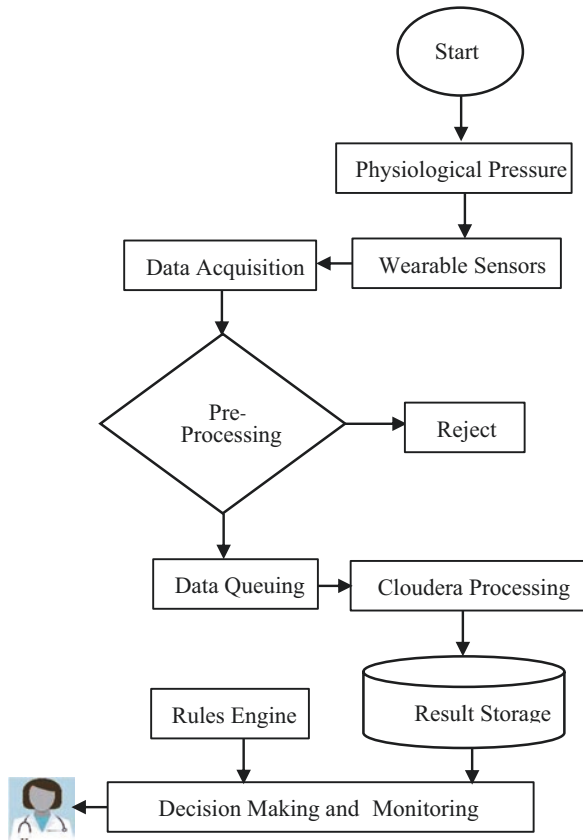 Start
Physiological Pressure
Wearable Sensors
Data Acquisition
Pre-
Processing
Reject
Data Queuing
Cloudera Processing
Result Storage
Rules Engine
Decision Making and Monitoring